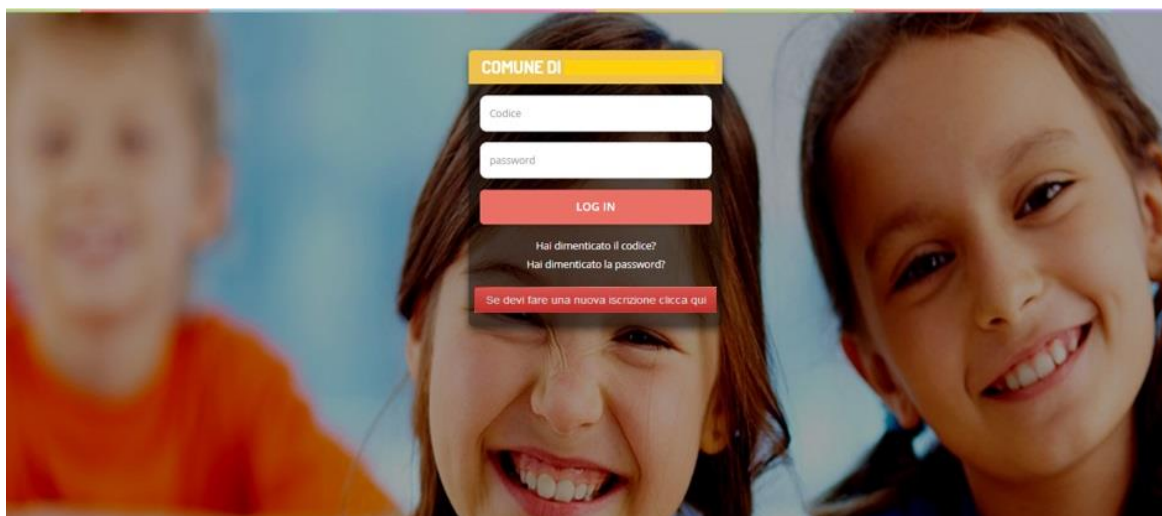 COMUNE DI
Codice
password
LOG IN
Hai dimenticato il codice?
Hai dimenticato la password?
Se devi fare una nuova iscrizione clicca qui